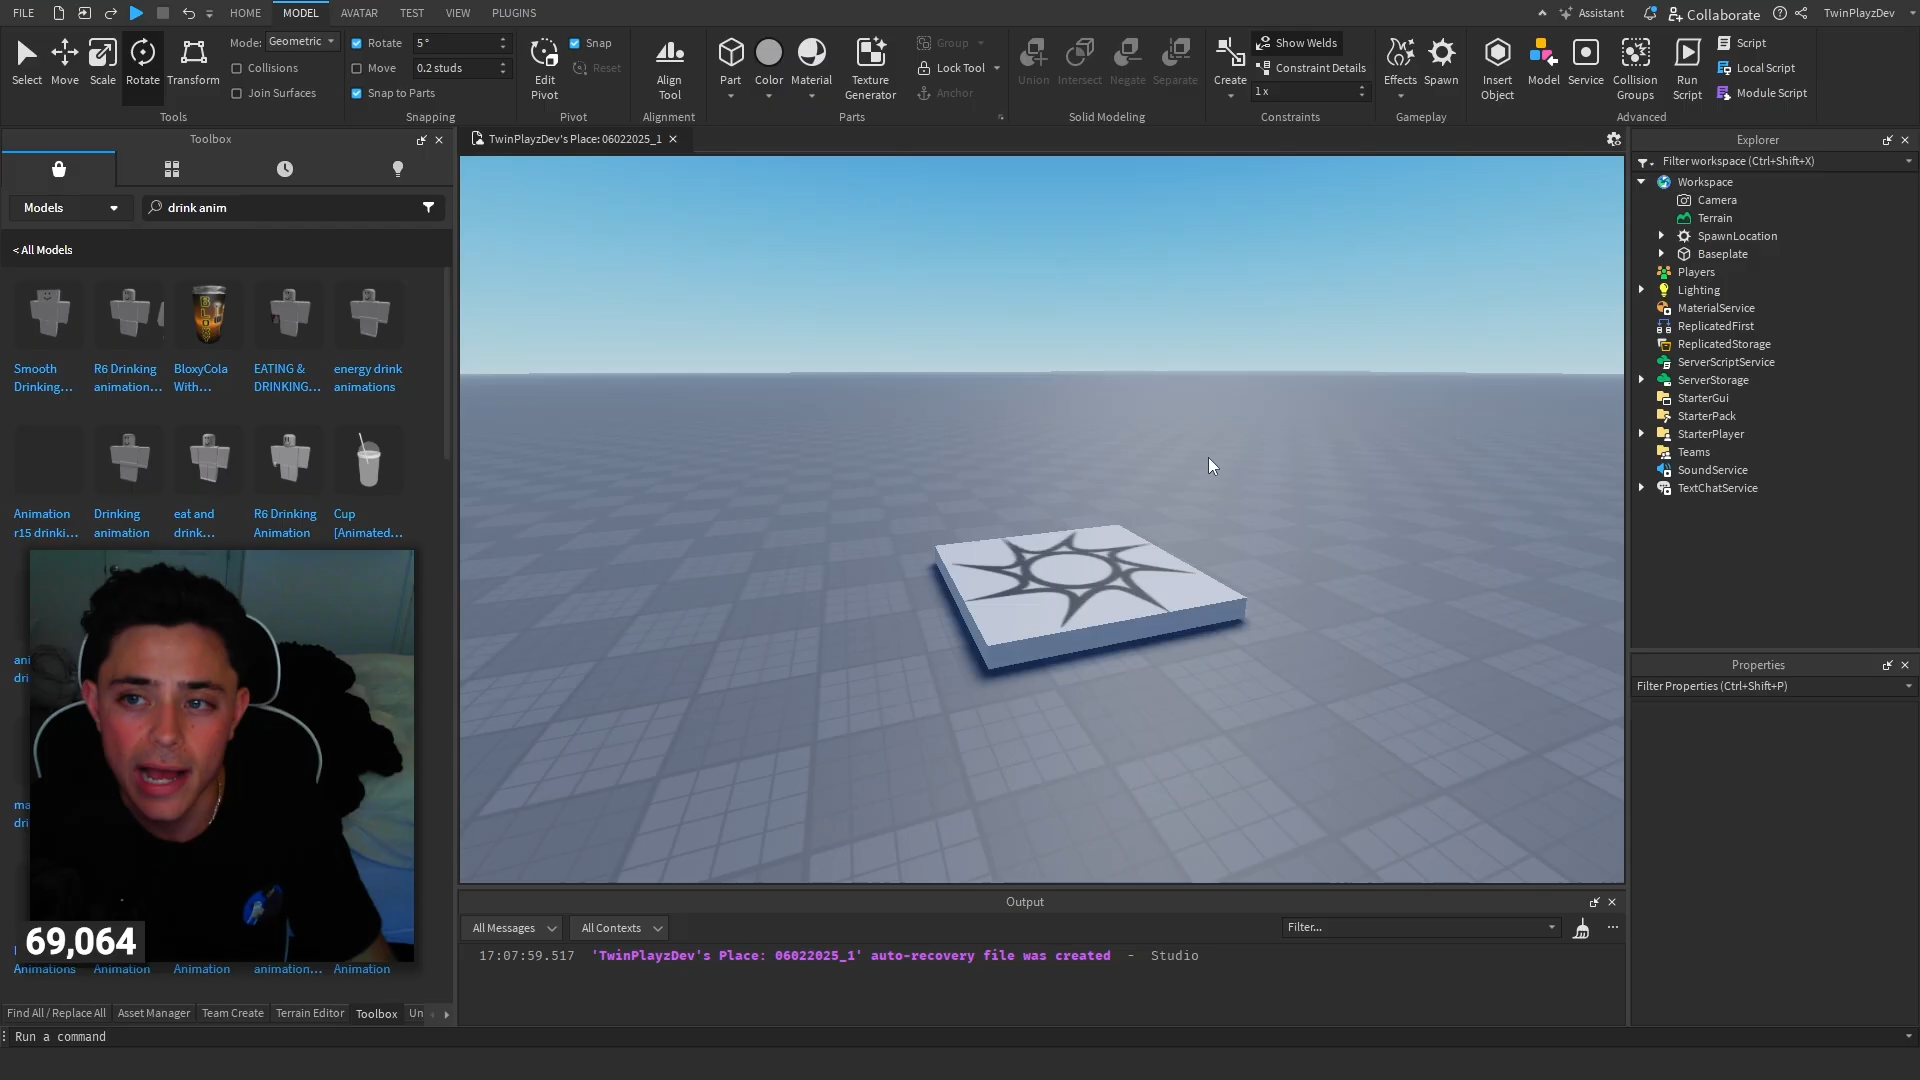 FILE HOME MODEL AVATAR TEST VIEW PLUGINS Assistant Collaborate TwinPlayzDev
Select Move Scale Rotate Transform
Mode: Geometric
Collisions
Join Surfaces
Tools
Rotate 5°
Move 0.2 studs
Snap to Parts
Snapping
Edit Pivot
Snap
Reset
Pivot
Align Tool
Alignment
Part Color Material Texture Generator
Group
Lock Tool
Anchor
Parts
Union Intersect Negate Separate
Solid Modeling
Create
Show Welds
Constraint Details
1 x
Constraints
Effects Spawn
Gameplay
Insert Object Model Service Collision Groups Run Script
Script
Local Script
Module Script
Advanced
Toolbox
Models drink anim
< All Models
Smooth Drinking...
R6 Drinking animation...
BloxyCola With...
EATING & DRINKING...
energy drink animations
Animation r15 drinki...
Drinking animation
eat and drink...
R6 Drinking Animation
Cup [Animated...
ani
dri
ma
dri
69,064
Animations Animation Animation animation... Animation
Find All / Replace All Asset Manager Team Create Terrain Editor Toolbox Un
Run a command
TwinPlayzDev's Place: 06022025_1
Output
All Messages All Contexts Filter...
17:07:59.517 'TwinPlayzDev's Place: 06022025_1' auto-recovery file was created - Studio
Explorer
Filter workspace (Ctrl+Shift+X)
Workspace
Camera
Terrain
SpawnLocation
Baseplate
Players
Lighting
MaterialService
ReplicatedFirst
ReplicatedStorage
ServerScriptService
ServerStorage
StarterGui
StarterPack
StarterPlayer
Teams
SoundService
TextChatService
Properties
Filter Properties (Ctrl+Shift+P)